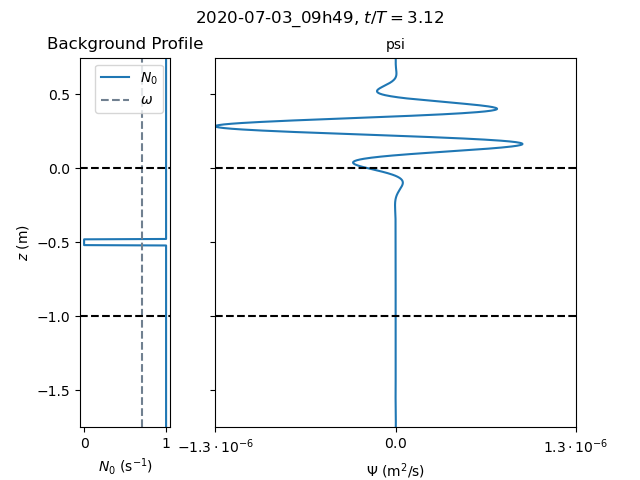 2020-07-03_09h49, t/T = 3.12
Background Profile
psi
N₀
ω
0.5
0.0
−0.5
−1.0
−1.5
z (m)
0 1
N₀ (s⁻¹)
−1.3 · 10⁻⁶ 0.0 1.3 · 10⁻⁶
Ψ (m²/s)